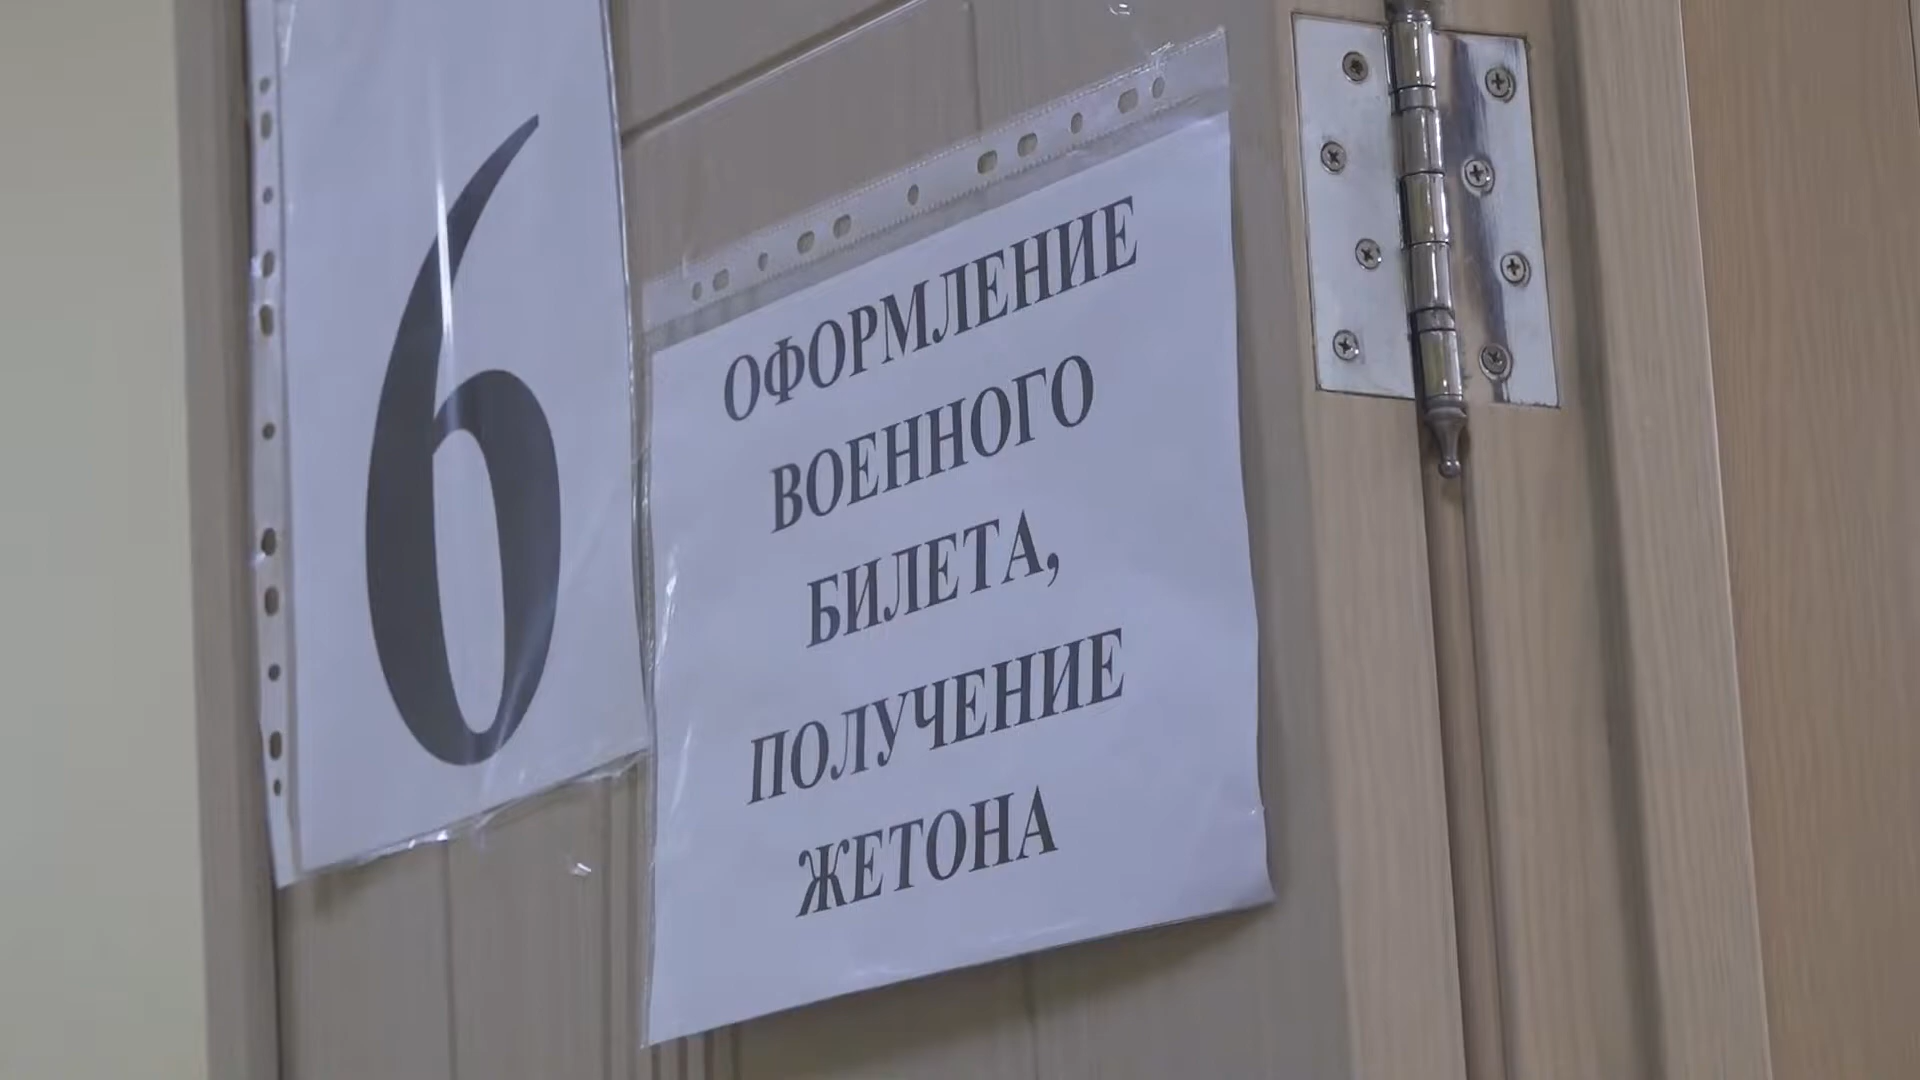 6
ОФОРМЛЕНИЕ
ВОЕННОГО
БИЛЕТА,
ПОЛУЧЕНИЕ
ЖЕТОНА